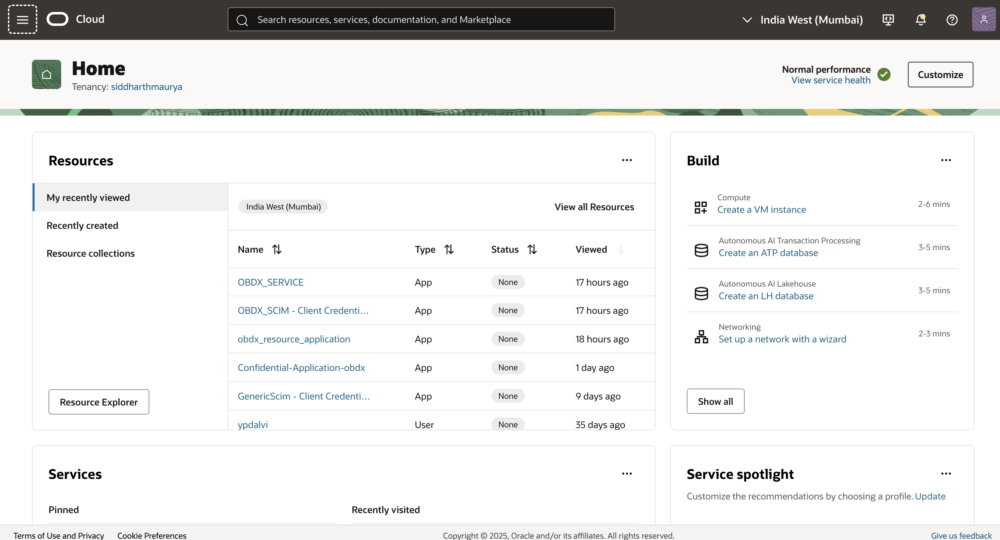 Cloud
Search resources, services, documentation, and Marketplace
India West (Mumbai)
Home
Tenancy: siddharthmaurya
Normal performance
View service health
Customize
Resources
My recently viewed
Recently created
Resource collections
Resource Explorer
India West (Mumbai)
View all Resources
Name Type Status Viewed
OBDX_SERVICE App None 17 hours ago
OBDX_SCIM - Client Credenti... App None 17 hours ago
obdx_resource_application App None 18 hours ago
Confidential-Application-obdx App None 1 day ago
GenericScim - Client Credenti... App None 9 days ago
ypdalvi User None 35 days ago
Build
Compute
Create a VM instance
2-6 mins
Autonomous AI Transaction Processing
Create an ATP database
3-5 mins
Autonomous AI Lakehouse
Create an LH database
3-5 mins
Networking
Set up a network with a wizard
2-3 mins
Show all
Services
Pinned
Recently visited
Service spotlight
Customize the recommendations by choosing a profile. Update
Terms of Use and Privacy
Cookie Preferences
Copyright © 2025, Oracle and/or its affiliates. All rights reserved.
Give us feedback